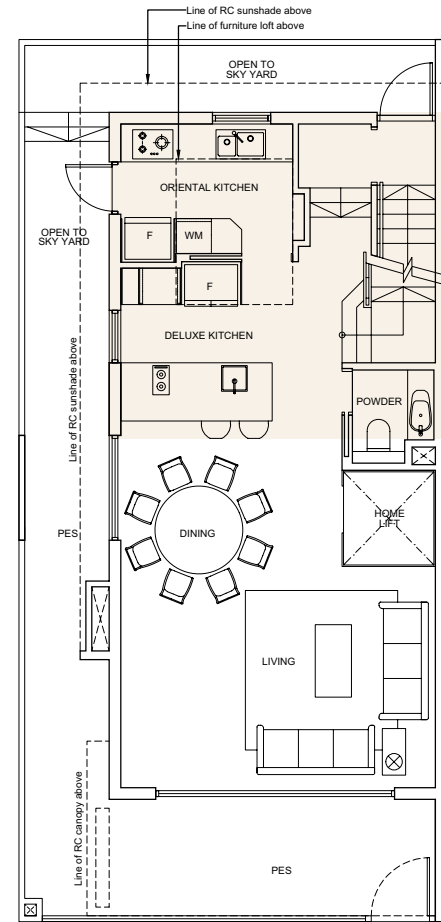 Line of RC sunshade above
Line of furniture loft above
OPEN TO
SKY YARD
ORIENTAL KITCHEN
OPEN TO
SKY YARD
F
WM
F
DELUXE KITCHEN
Line of RC sunshade above
POWDER
PES
DINING
HOME
LIFT
LIVING
Line of RC canopy above
PES